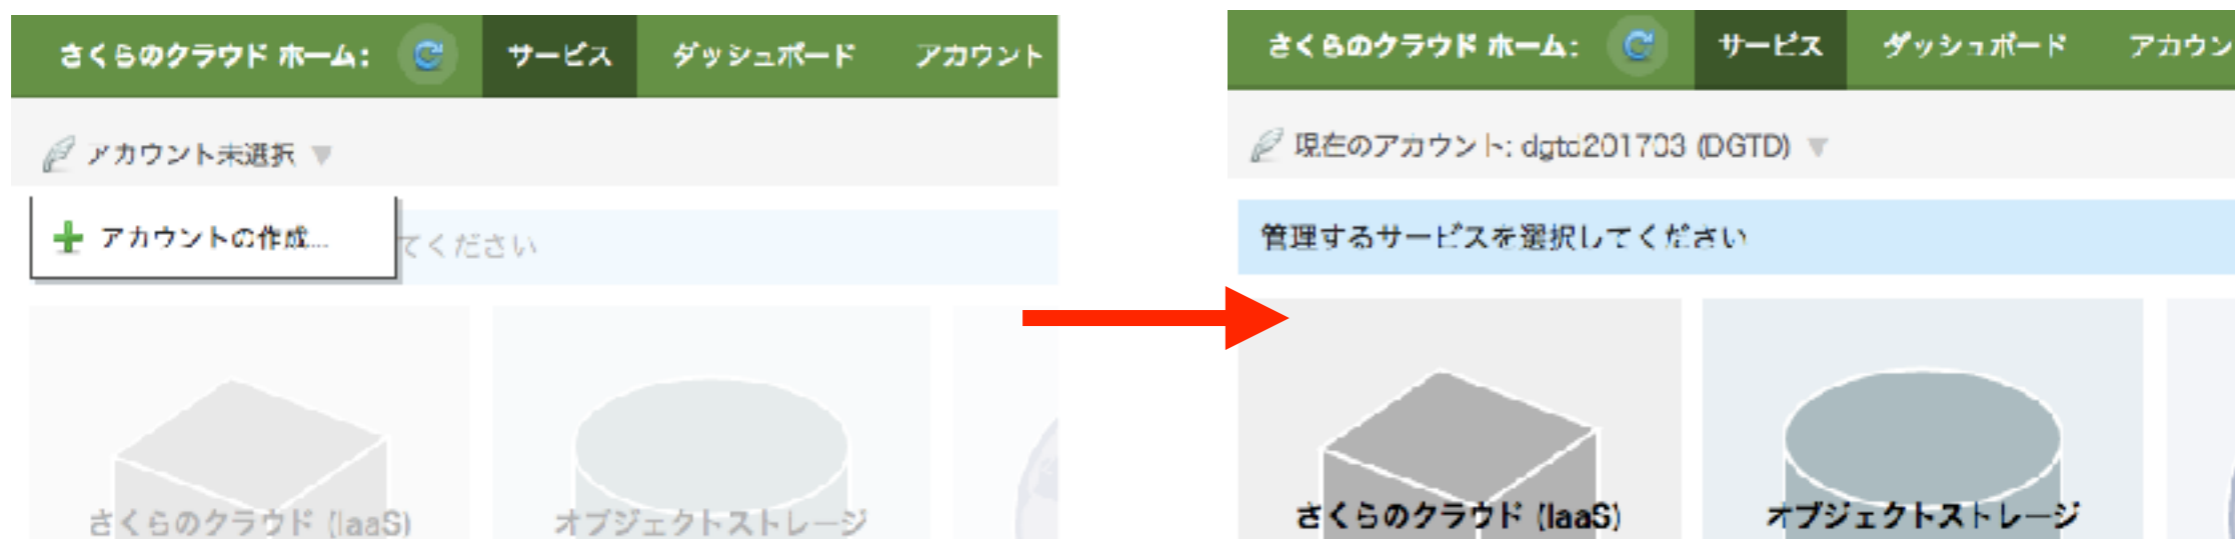 さくらのクラウド ホーム: サービス ダッシュボード アカウント
アカウント未選択
アカウントの作成...
てください
さくらのクラウド (IaaS) オブジェクトストレージ
さくらのクラウド ホーム: サービス ダッシュボード アカウン
現在のアカウント: dgtd201703 (DGTD)
管理するサービスを選択してください
さくらのクラウド (IaaS) オブジェクトストレージ